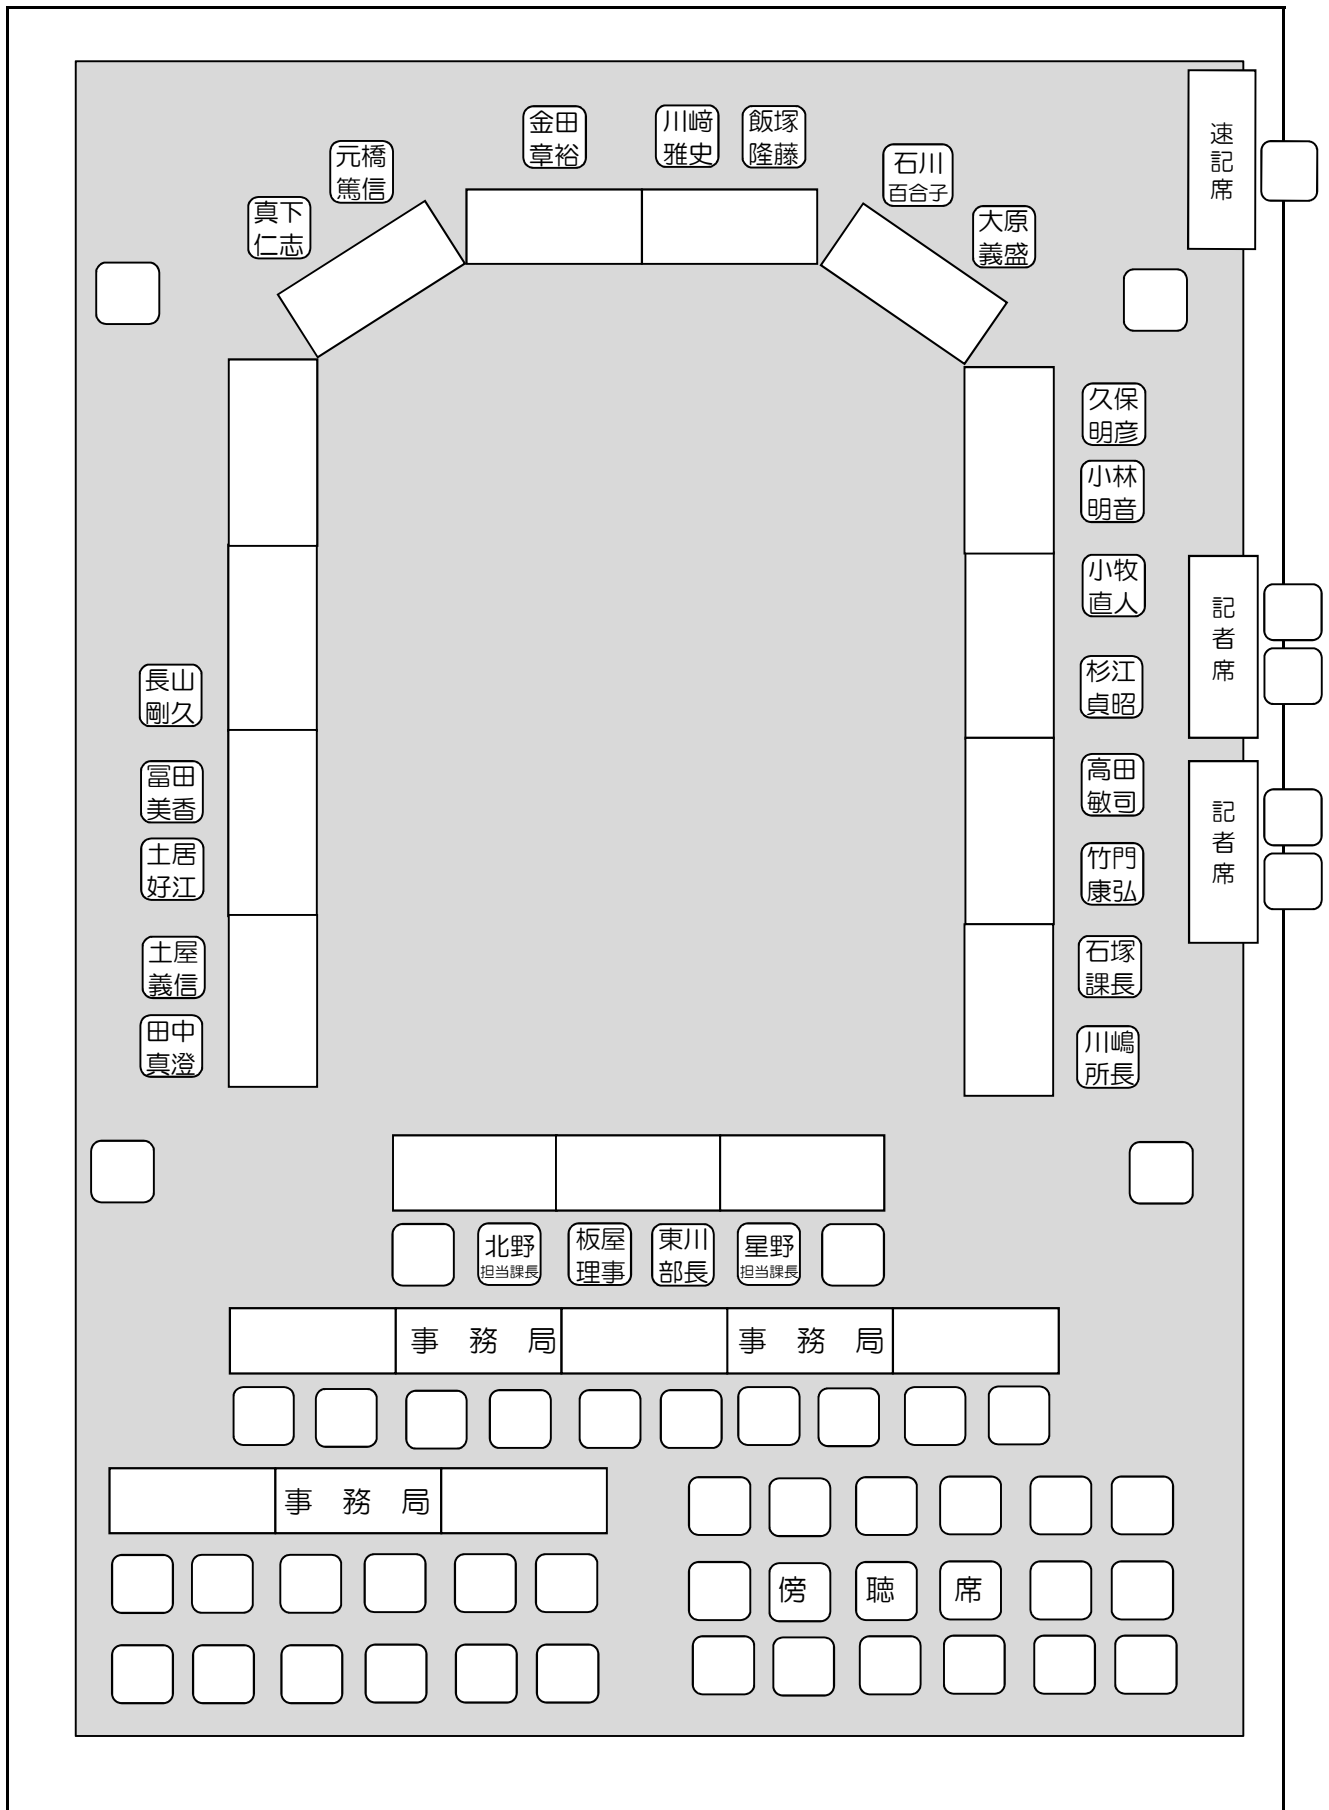 金田
章裕
川﨑
雅史
飯塚
隆藤
元橋
篤信
石川
百合子
真下
仁志
大原
義盛
速記席
久保
明彦
小林
明音
小牧
直人
記者席
長山
剛久
杉江
貞昭
冨田
美香
高田
敏司
記者席
土居
好江
竹門
康弘
土屋
義信
石塚
課長
田中
真澄
川嶋
所長
北野
担当課長
板屋
理事
東川
部長
星野
担当課長
事 務 局
事 務 局
事 務 局
傍 聴 席